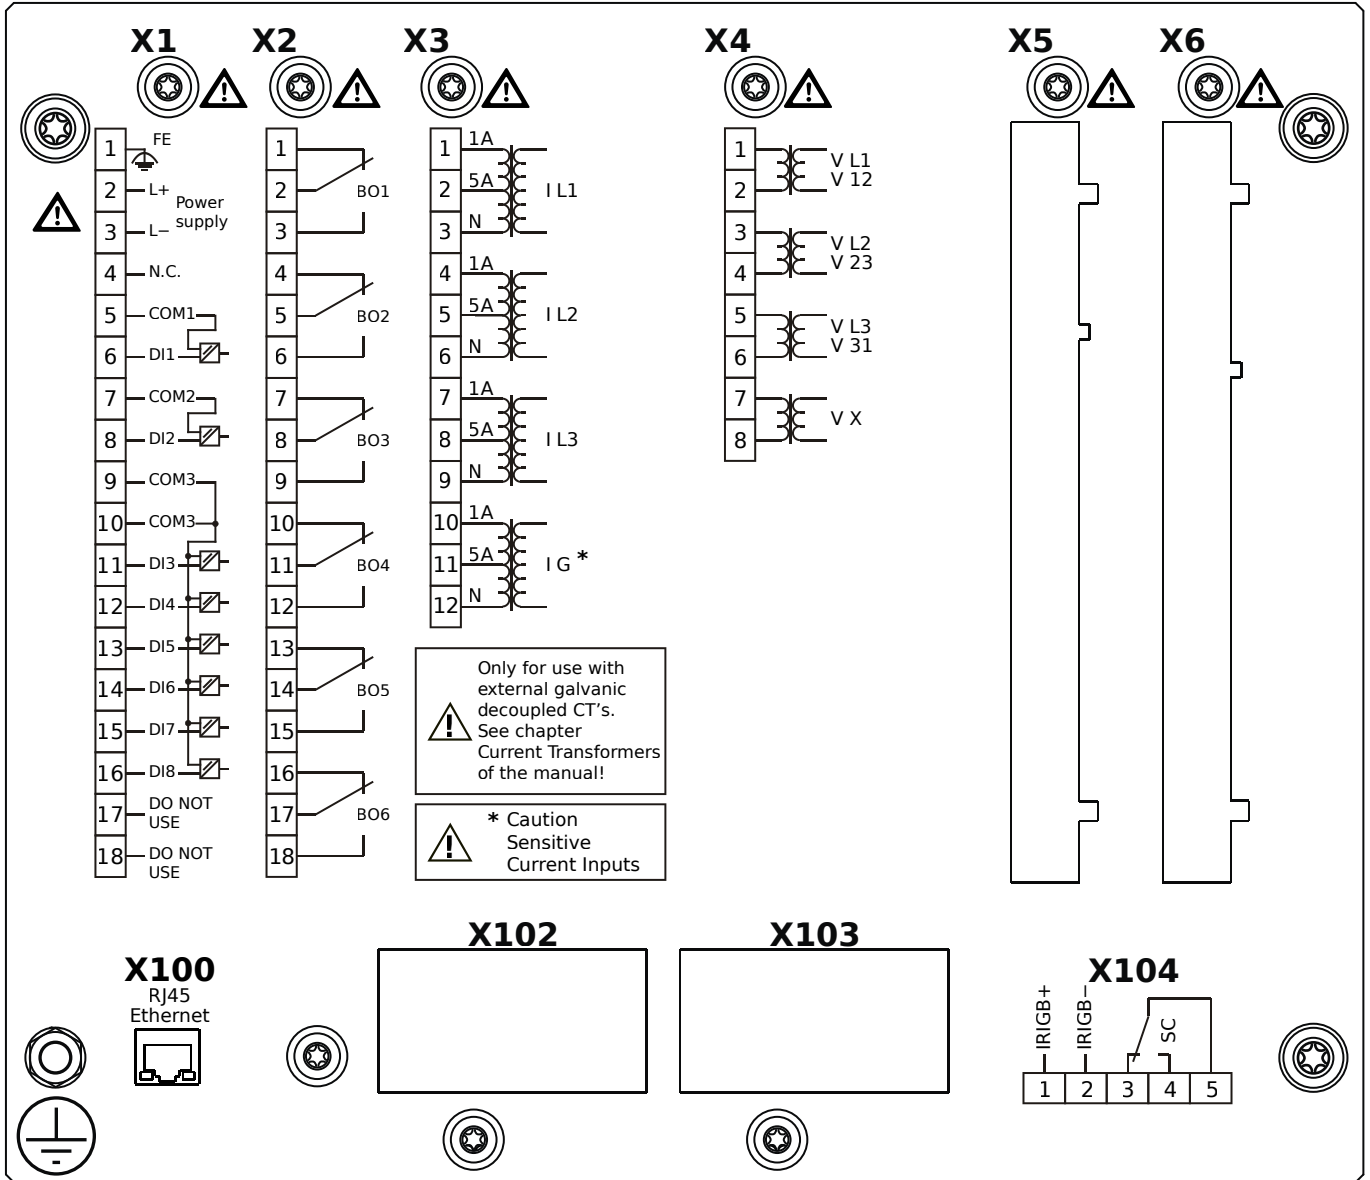 X1
X2
X3
X4
X5
X6
1 FE
2 L+
3 L−
Power
supply
4 N.C.
5 COM1
6 DI1
7 COM2
8 DI2
9 COM3
10 COM3
11 DI3
12 DI4
13 DI5
14 DI6
15 DI7
16 DI8
17 DO NOT
USE
18 DO NOT
USE
1
2 BO1
3
4
5 BO2
6
7
8 BO3
9
10
11 BO4
12
13
14 BO5
15
16
17 BO6
18
1 1A
2 5A I L1
3 N
4 1A
5 5A I L2
6 N
7 1A
8 5A I L3
9 N
10 1A
11 5A I G *
12 N
Only for use with
external galvanic
decoupled CT's.
See chapter
Current Transformers
of the manual!
* Caution
Sensitive
Current Inputs
1 V L1
2 V 12
3 V L2
4 V 23
5 V L3
6 V 31
7 V X
8
X100
RJ45
Ethernet
X102
X103
X104
IRIGB+
IRIGB−
SC
1 2 3 4 5